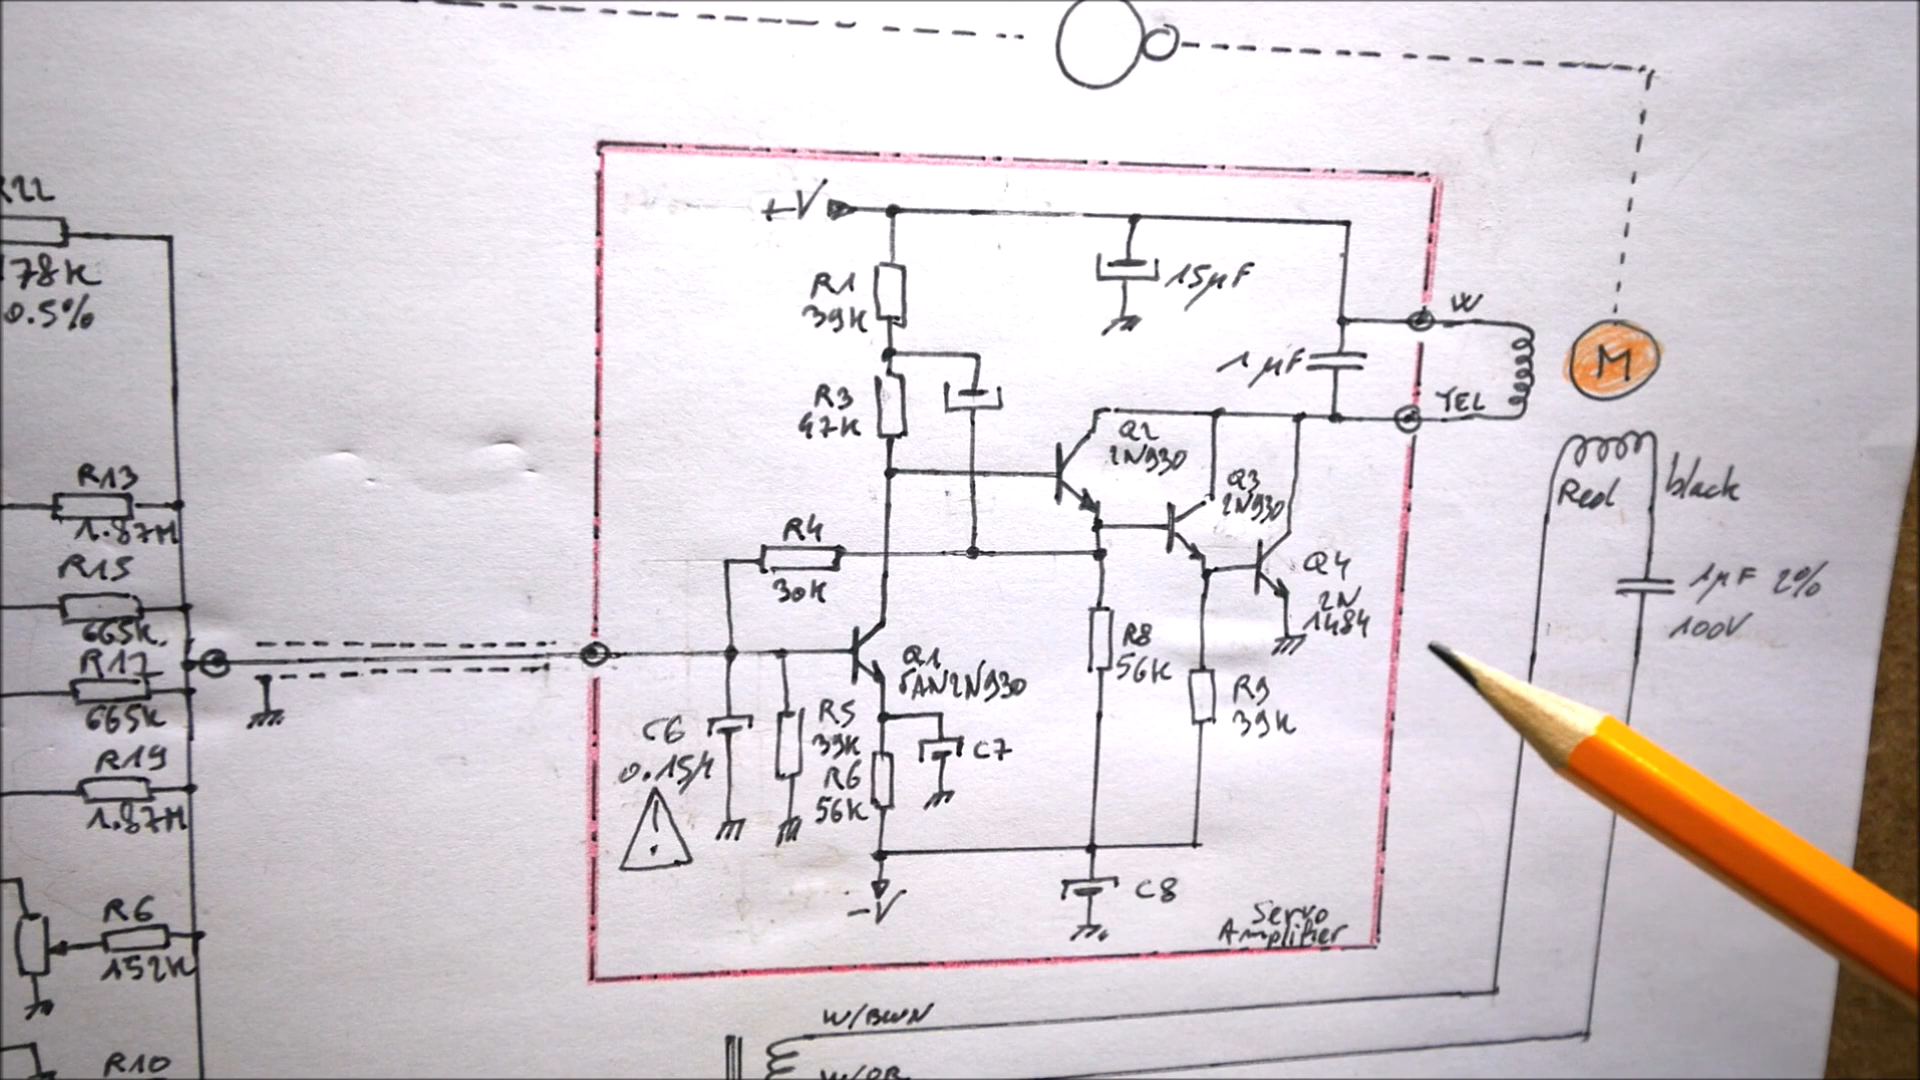 R22
178K
0.5%
R13
1.87M
R15
665K
R17
665K
R19
1.87M
R6
152K
R10
+V
R1
39K
R3
47K
15µF
1µF
W
YEL
M
Q2
2N930
Q3
2N930
Q4
2N
1484
R4
30K
Q1
JAN2N930
R8
56K
R9
39K
C6
0.15µ
!
R5
39K
R6
56K
C7
-V
C8
Servo
Amplifier
Red
black
1µF 2%
100V
W/BWN
W/OR